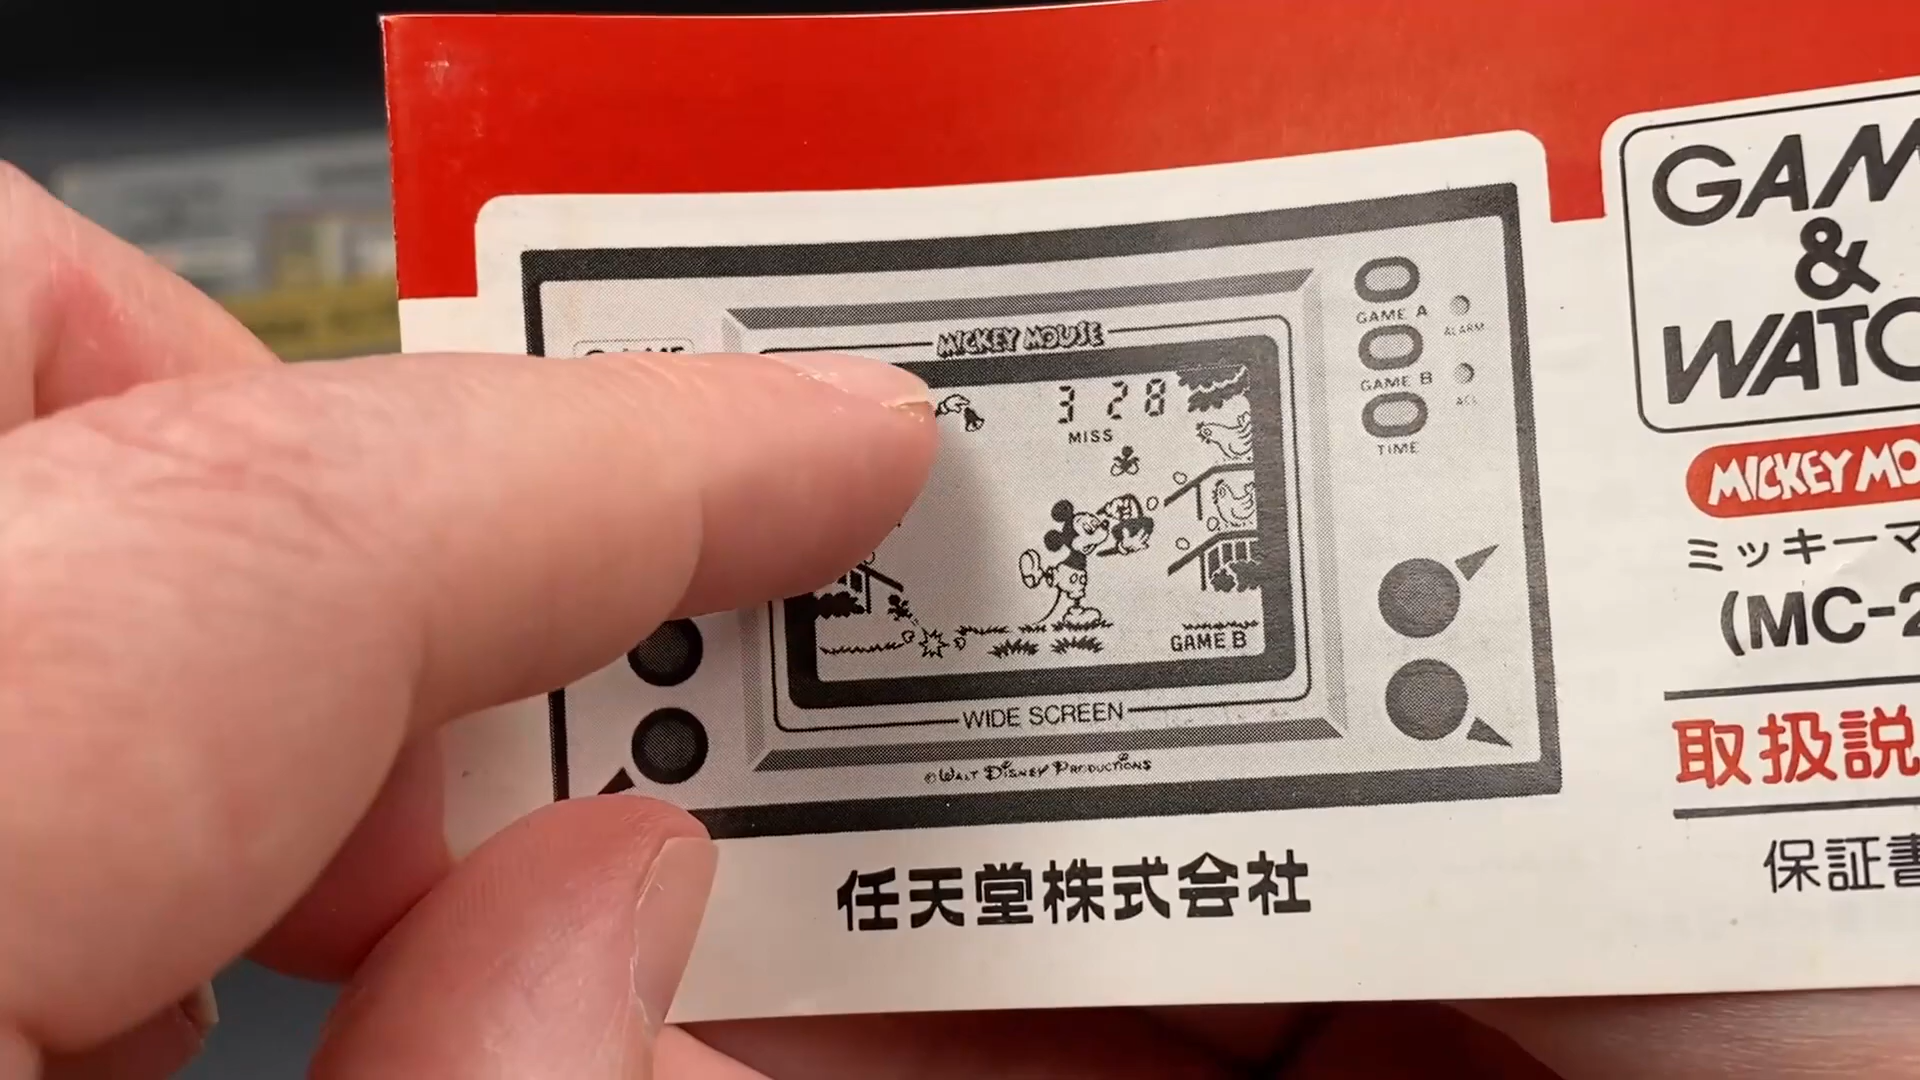 MICKEY MOUSE
3 28
MISS
GAME B
WIDE SCREEN
©WALT DISNEY PRODUCTIONS
GAME A
ALARM
GAME B
ACL
TIME
任天堂株式会社
GAM
&
WATC
MICKEY MO
ミッキーマ
(MC-2
取扱説
保証書